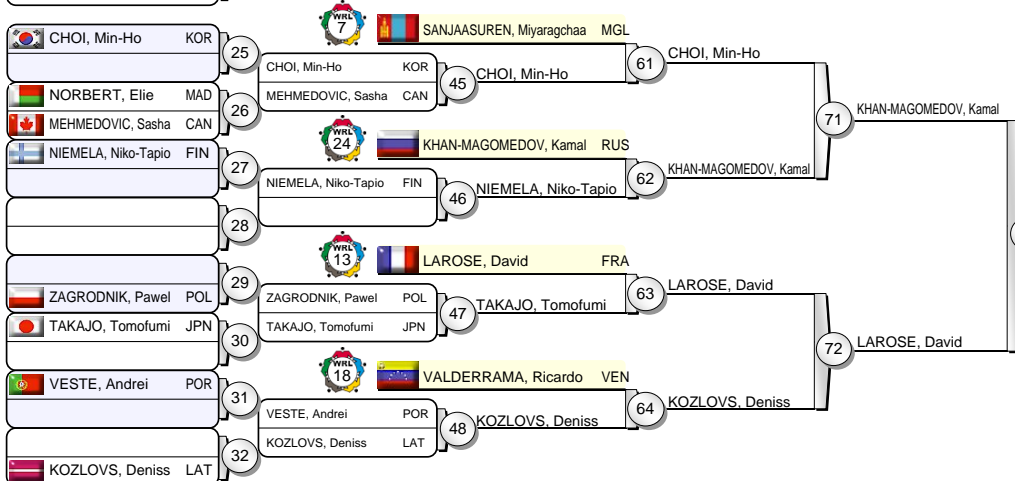 CHOI, Min-Ho KOR
25
NORBERT, Elie MAD
MEHMEDOVIC, Sasha CAN
26
NIEMELA, Niko-Tapio FIN
27
28
29
ZAGRODNIK, Pawel POL
TAKAJO, Tomofumi JPN
30
VESTE, Andrei POR
31
32
KOZLOVS, Deniss LAT
WRL
7
SANJAASUREN, Miyaragchaa MGL
CHOI, Min-Ho KOR
MEHMEDOVIC, Sasha CAN
45
CHOI, Min-Ho
WRL
24
KHAN-MAGOMEDOV, Kamal RUS
NIEMELA, Niko-Tapio FIN
46
NIEMELA, Niko-Tapio
WRL
13
LAROSE, David FRA
ZAGRODNIK, Pawel POL
TAKAJO, Tomofumi JPN
47
TAKAJO, Tomofumi
WRL
18
VALDERRAMA, Ricardo VEN
VESTE, Andrei POR
KOZLOVS, Deniss LAT
48
KOZLOVS, Deniss
61
CHOI, Min-Ho
62
KHAN-MAGOMEDOV, Kamal
63
LAROSE, David
64
KOZLOVS, Deniss
71
KHAN-MAGOMEDOV, Kamal
72
LAROSE, David